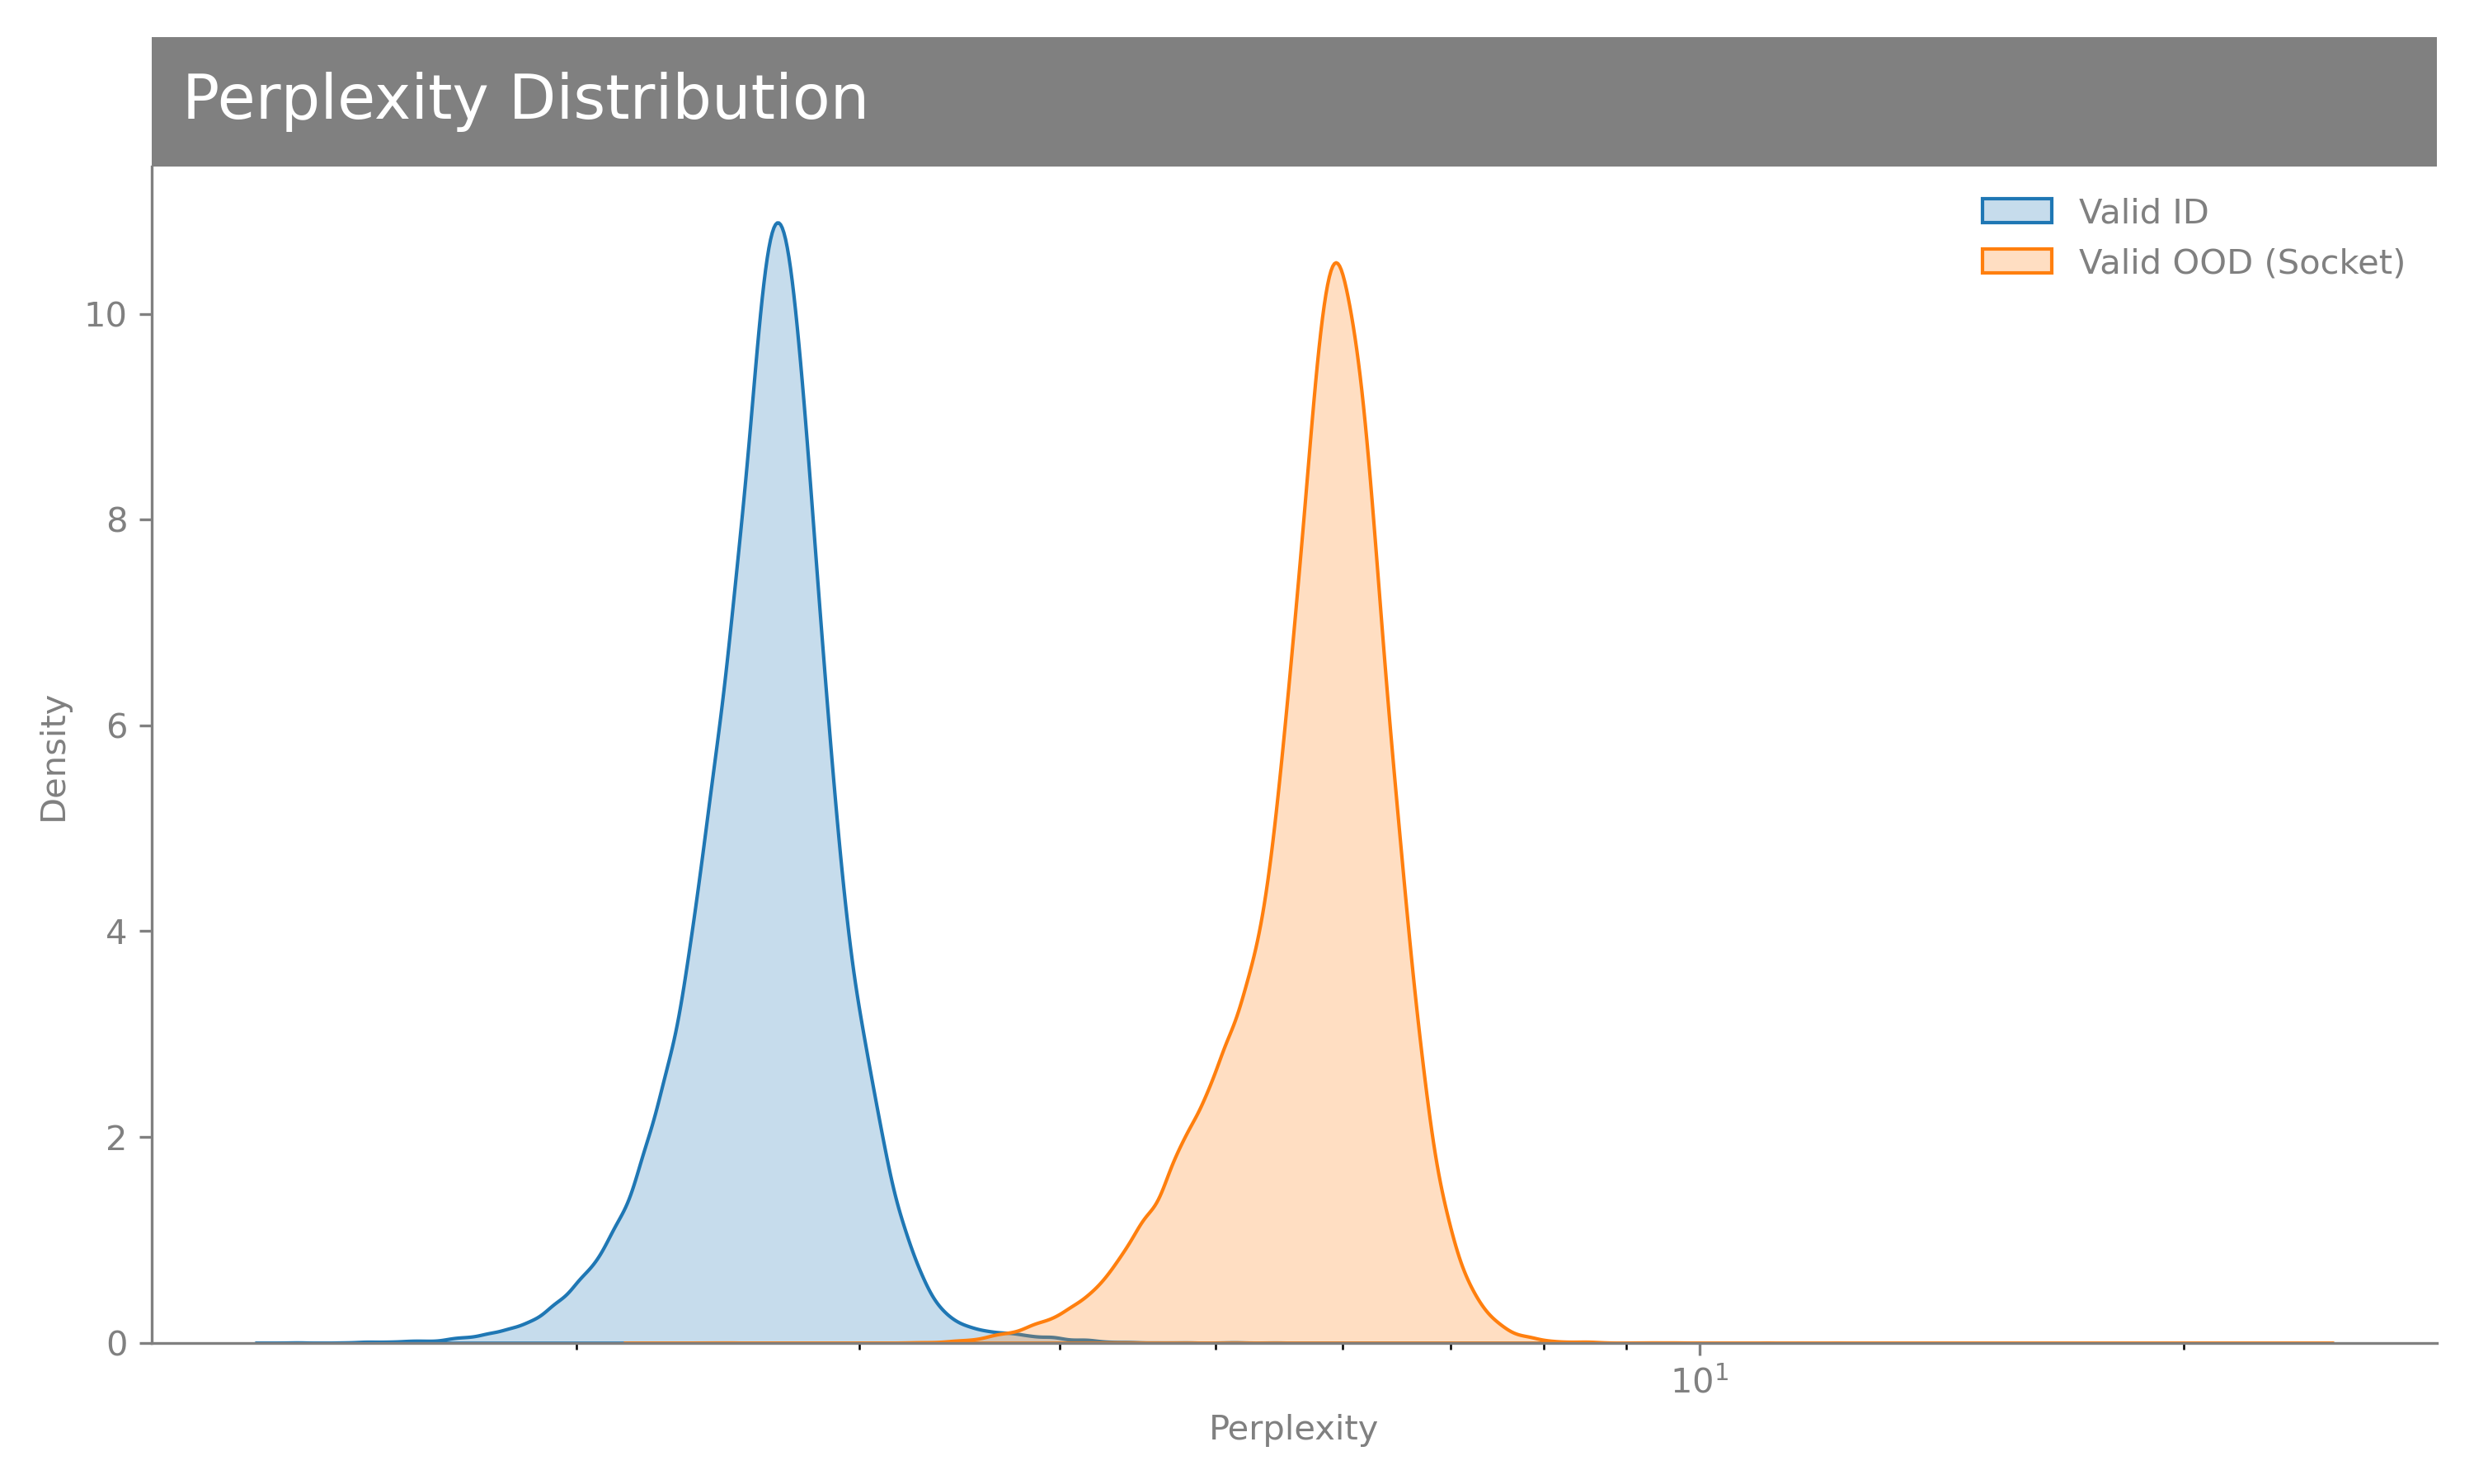 Perplexity Distribution
Valid ID
Valid OOD (Socket)
10
8
6
4
2
0
Density
10¹
Perplexity